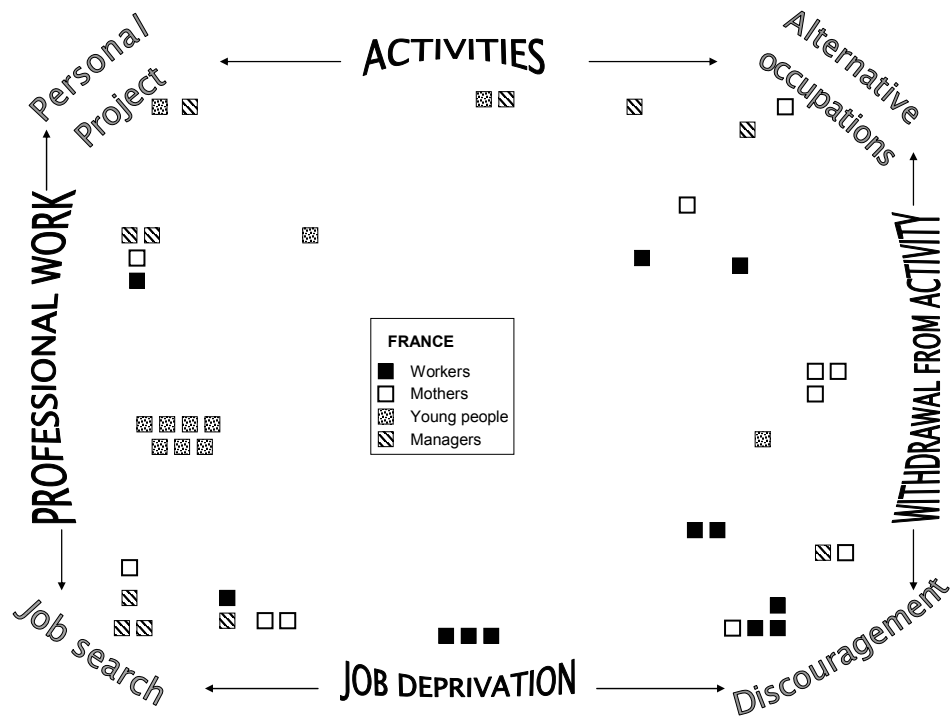 ACTIVITIES
Personal
Project
Alternative
occupations
PROFESSIONAL WORK
WITHDRAWAL FROM ACTIVITY
FRANCE
Workers
Mothers
Young people
Managers
Job search
JOB DEPRIVATION
Discouragement